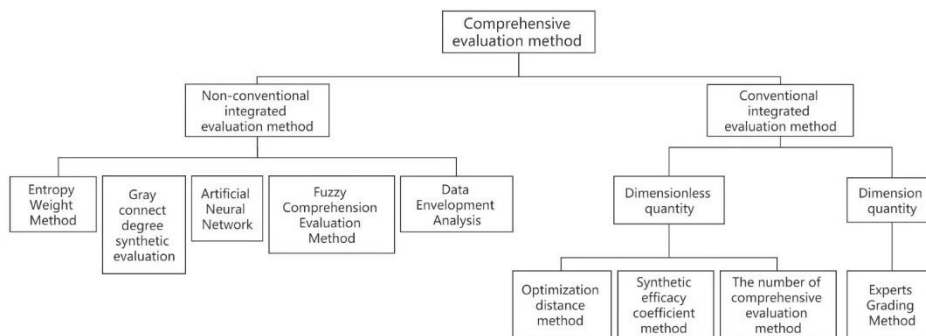 Comprehensive
evaluation method
Non-conventional
integrated
evaluation method
Conventional
integrated
evaluation method
Entropy
Weight
Method
Gray
connect
degree
synthetic
evaluation
Artificial
Neural
Network
Fuzzy
Comprehension
Evaluation
Method
Data
Envelopment
Analysis
Dimensionless
quantity
Dimension
quantity
Optimization
distance method
Synthetic
efficacy
coefficient
method
The number of
comprehensive
evaluation method
Experts
Grading
Method